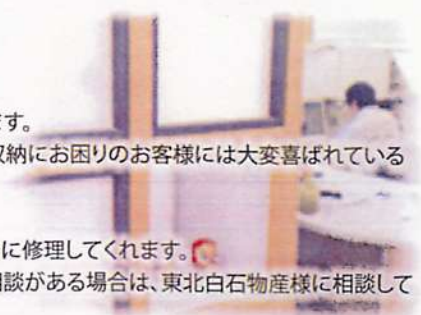 す。
納にお困りのお客様には大変喜ばれている
に修理してくれます。
談がある場合は、東北白石物産様に相談して